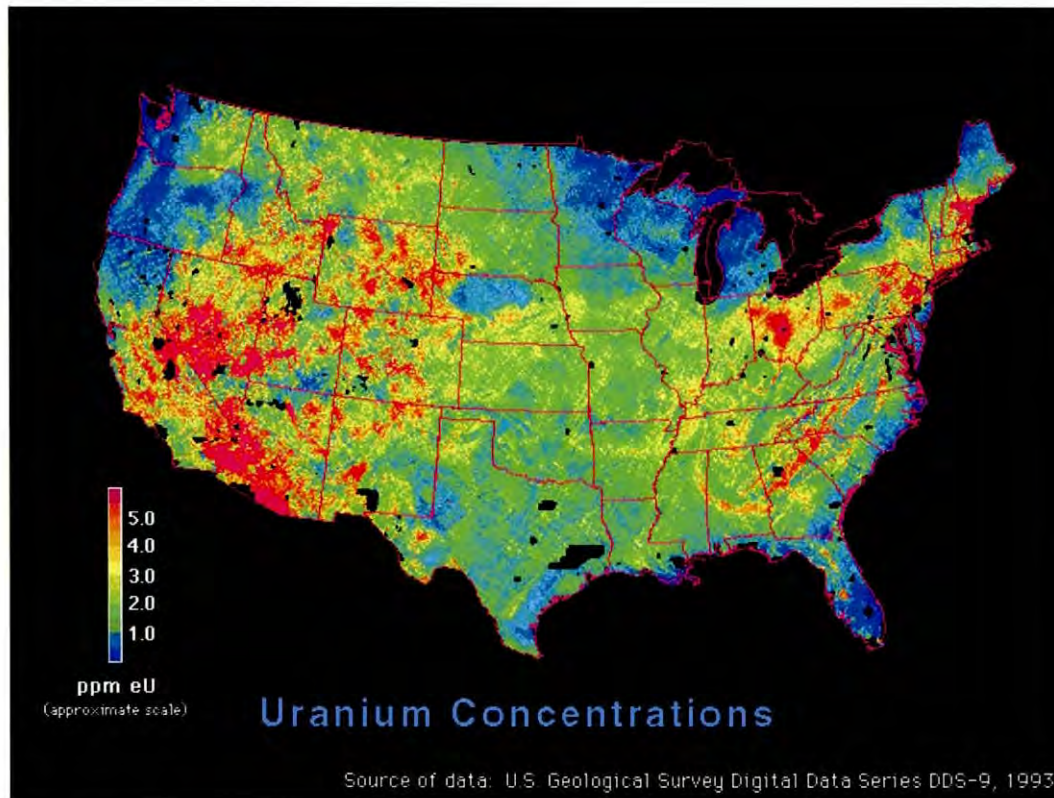 5.0
4.0
3.0
2.0
1.0
ppm eU
(approximate scale)
Uranium Concentrations
Source of data: U.S. Geological Survey Digital Data Series DDS-9, 1993